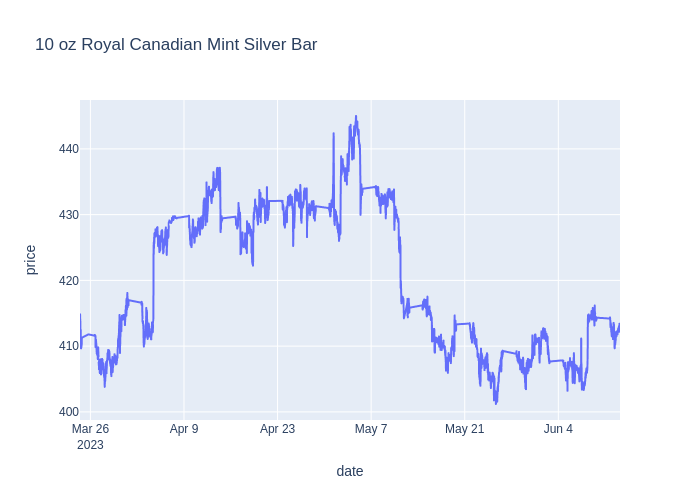 10 oz Royal Canadian Mint Silver Bar
price
440
430
420
410
400
Mar 26
2023
Apr 9
Apr 23
May 7
May 21
Jun 4
date